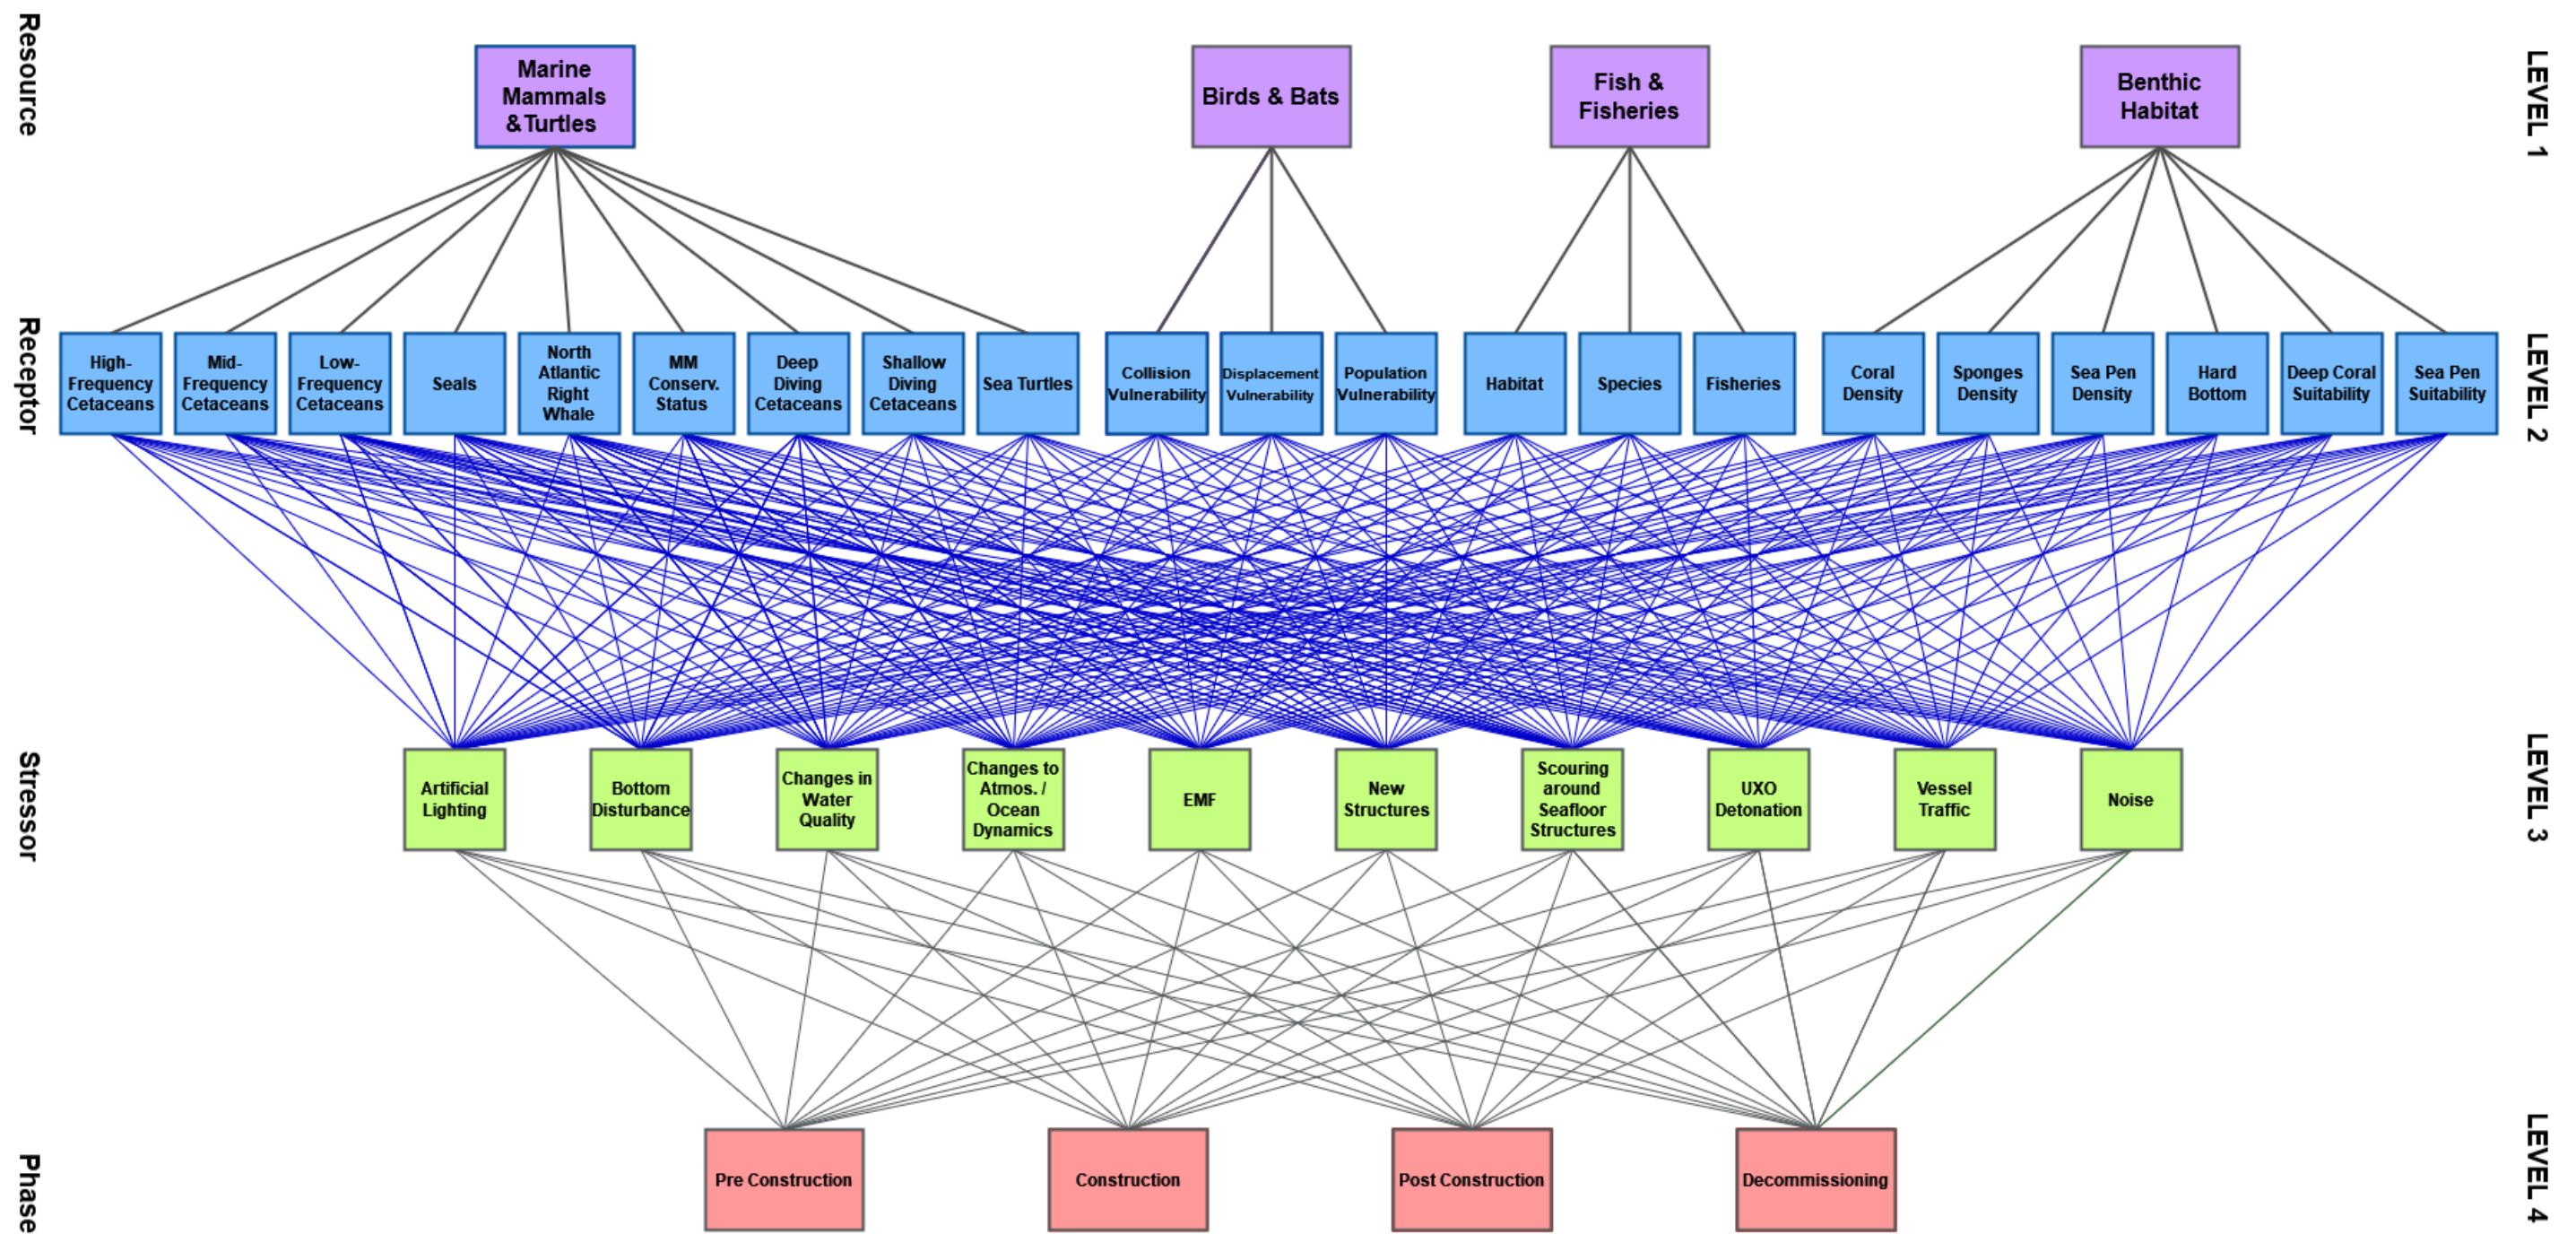 Resource
Marine
Mammals
&Turtles
Birds & Bats
Fish &
Fisheries
Benthic
Habitat
LEVEL 1
Receptor
High-
Frequency
Cetaceans
Mid-
Frequency
Cetaceans
Low-
Frequency
Cetaceans
Seals
North
Atlantic
Right
Whale
MM
Conserv.
Status
Deep
Diving
Cetaceans
Shallow
Diving
Cetaceans
Sea Turtles
Collision
Vulnerability
Displacement
Vulnerability
Population
Vulnerability
Habitat
Species
Fisheries
Coral
Density
Sponges
Density
Sea Pen
Density
Hard
Bottom
Deep Coral
Suitability
Sea Pen
Suitability
LEVEL 2
Stressor
Artificial
Lighting
Bottom
Disturbance
Changes in
Water
Quality
Changes to
Atmos. /
Ocean
Dynamics
EMF
New
Structures
Scouring
around
Seafloor
Structures
UXO
Detonation
Vessel
Traffic
Noise
LEVEL 3
Phase
Pre Construction
Construction
Post Construction
Decommissioning
LEVEL 4